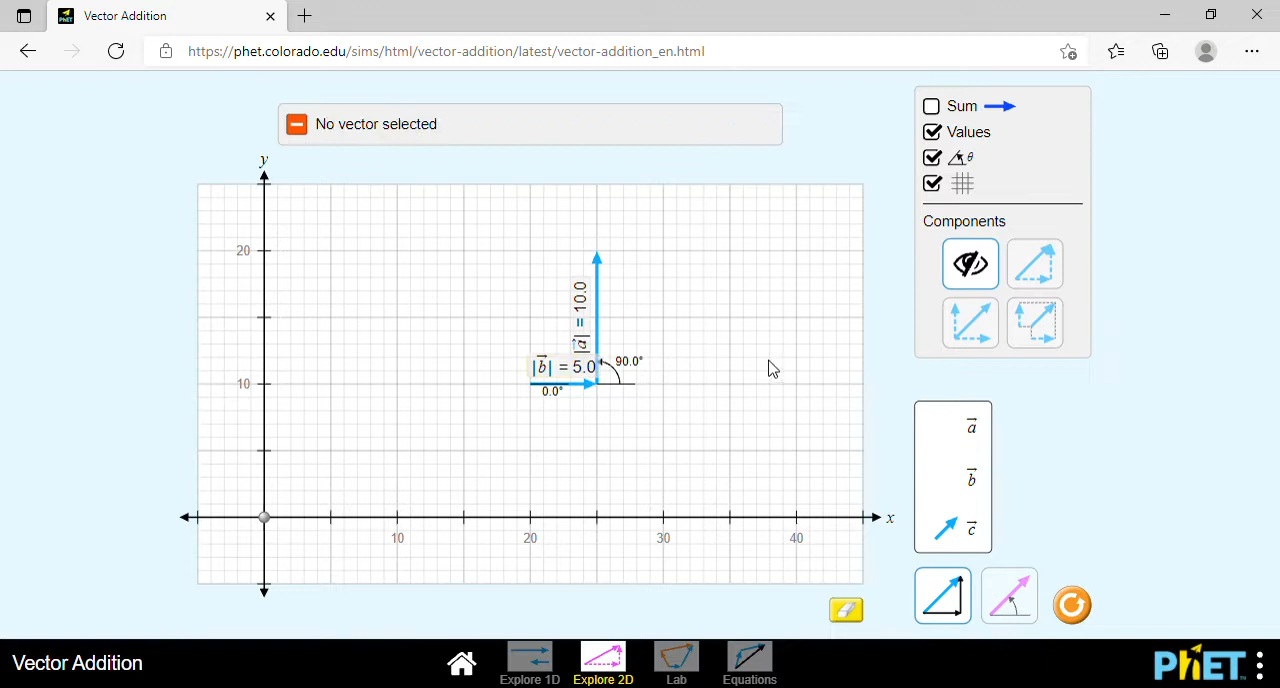 Vector Addition
https://phet.colorado.edu/sims/html/vector-addition/latest/vector-addition_en.html
No vector selected
Sum
Values
θ
Components
y
20
10
|a⃗| = 10.0
|b⃗| = 5.0
90.0°
0.0°
x
10
20
30
40
a⃗
b⃗
c⃗
Vector Addition
Explore 1D
Explore 2D
Lab
Equations
PhET